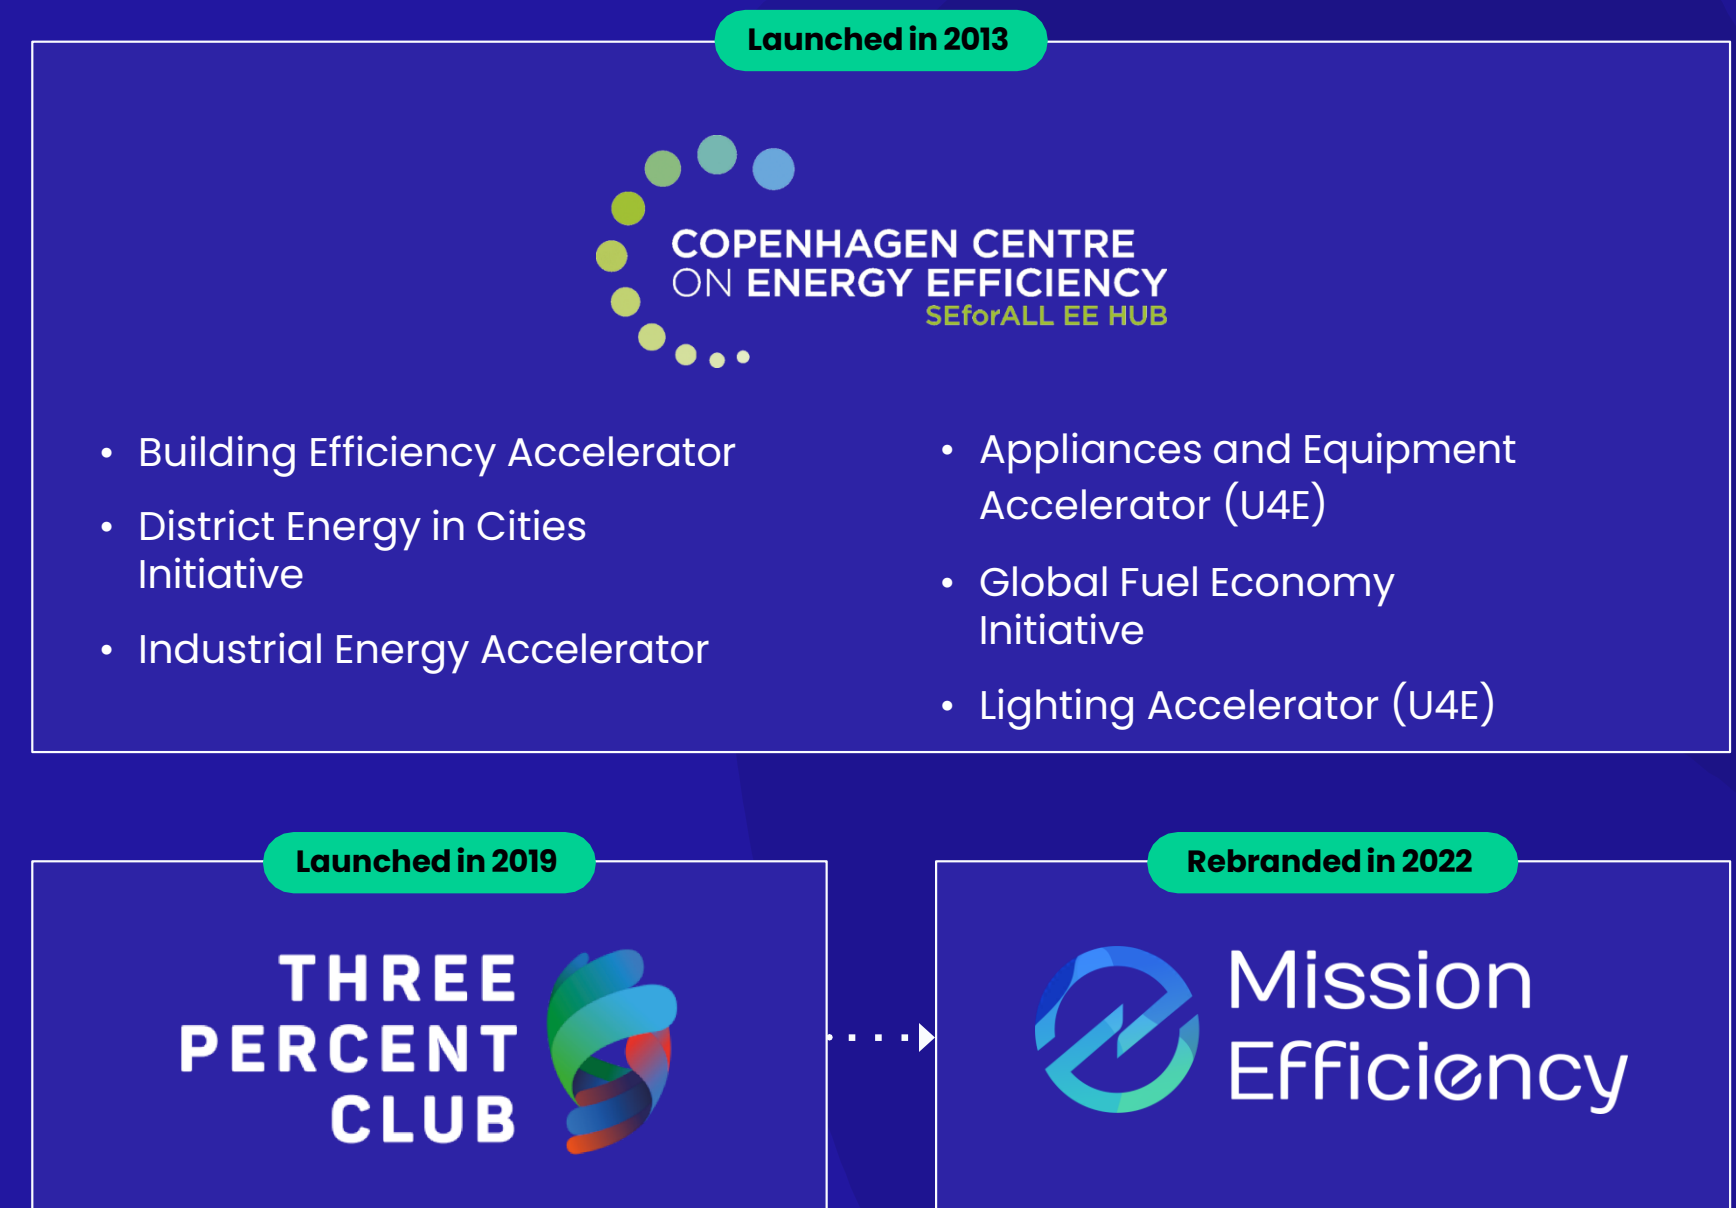 Launched in 2013
COPENHAGEN CENTRE
ON ENERGY EFFICIENCY
SEforALL EE HUB
• Building Efficiency Accelerator
• District Energy in Cities
Initiative
• Industrial Energy Accelerator
• Appliances and Equipment
Accelerator (U4E)
• Global Fuel Economy
Initiative
• Lighting Accelerator (U4E)
Launched in 2019
THREE
PERCENT
CLUB
Rebranded in 2022
Mission
Efficiency